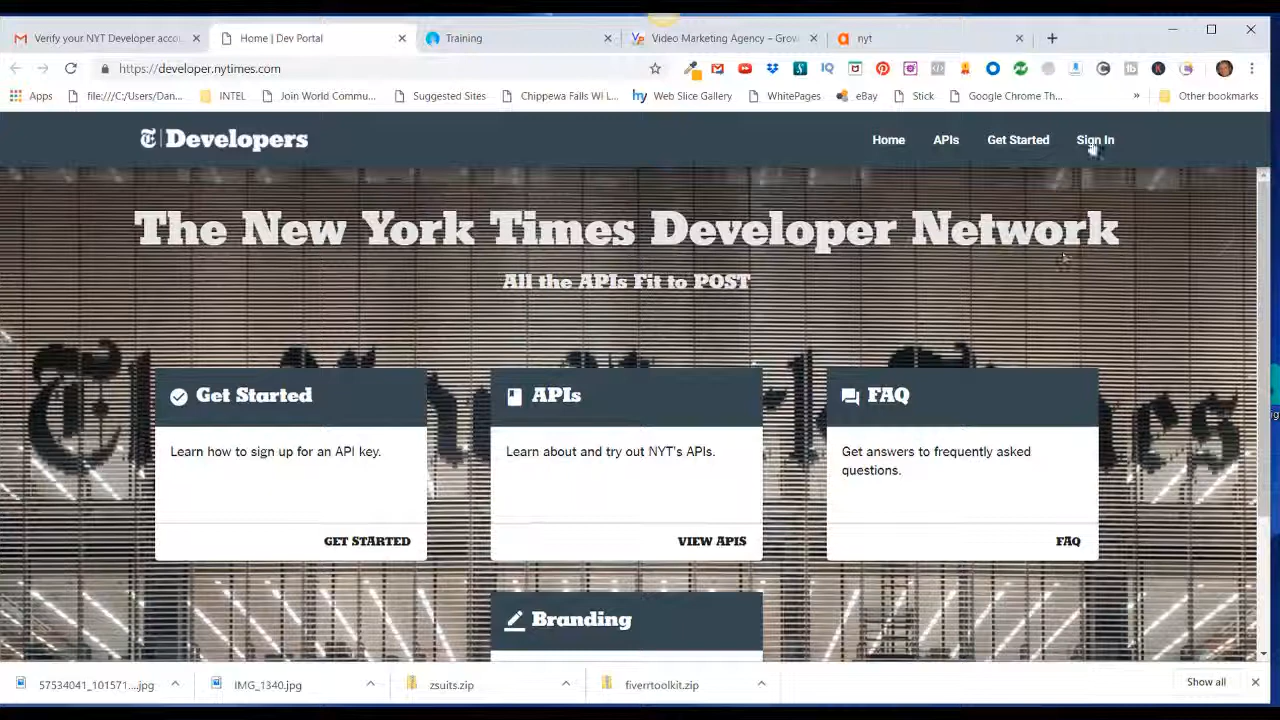 Verify your NYT Developer acco
Home | Dev Portal
Training
Video Marketing Agency – Grow
nyt
https://developer.nytimes.com
Apps
file:///C:/Users/Dan...
INTEL
Join World Commu...
Suggested Sites
Chippewa Falls WI L...
Web Slice Gallery
WhitePages
eBay
Stick
Google Chrome Th...
»
Other bookmarks
Developers
Home
APIs
Get Started
Sign In
The New York Times Developer Network
All the APIs Fit to POST
Get Started
Learn how to sign up for an API key.
GET STARTED
APIs
Learn about and try out NYT's APIs.
VIEW APIS
FAQ
Get answers to frequently asked
questions.
FAQ
Branding
57534041_101571....jpg
IMG_1340.jpg
zsuits.zip
fiverrtoolkit.zip
Show all